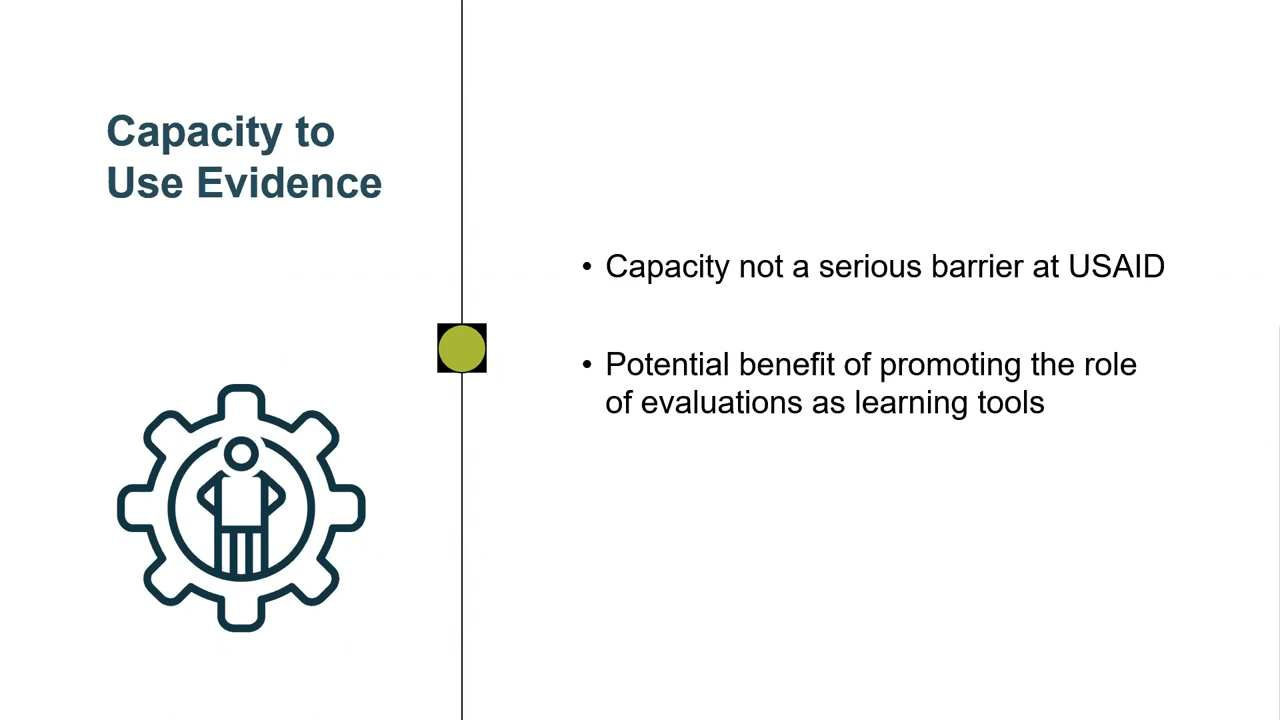 Capacity to
Use Evidence
• Capacity not a serious barrier at USAID
• Potential benefit of promoting the role
of evaluations as learning tools